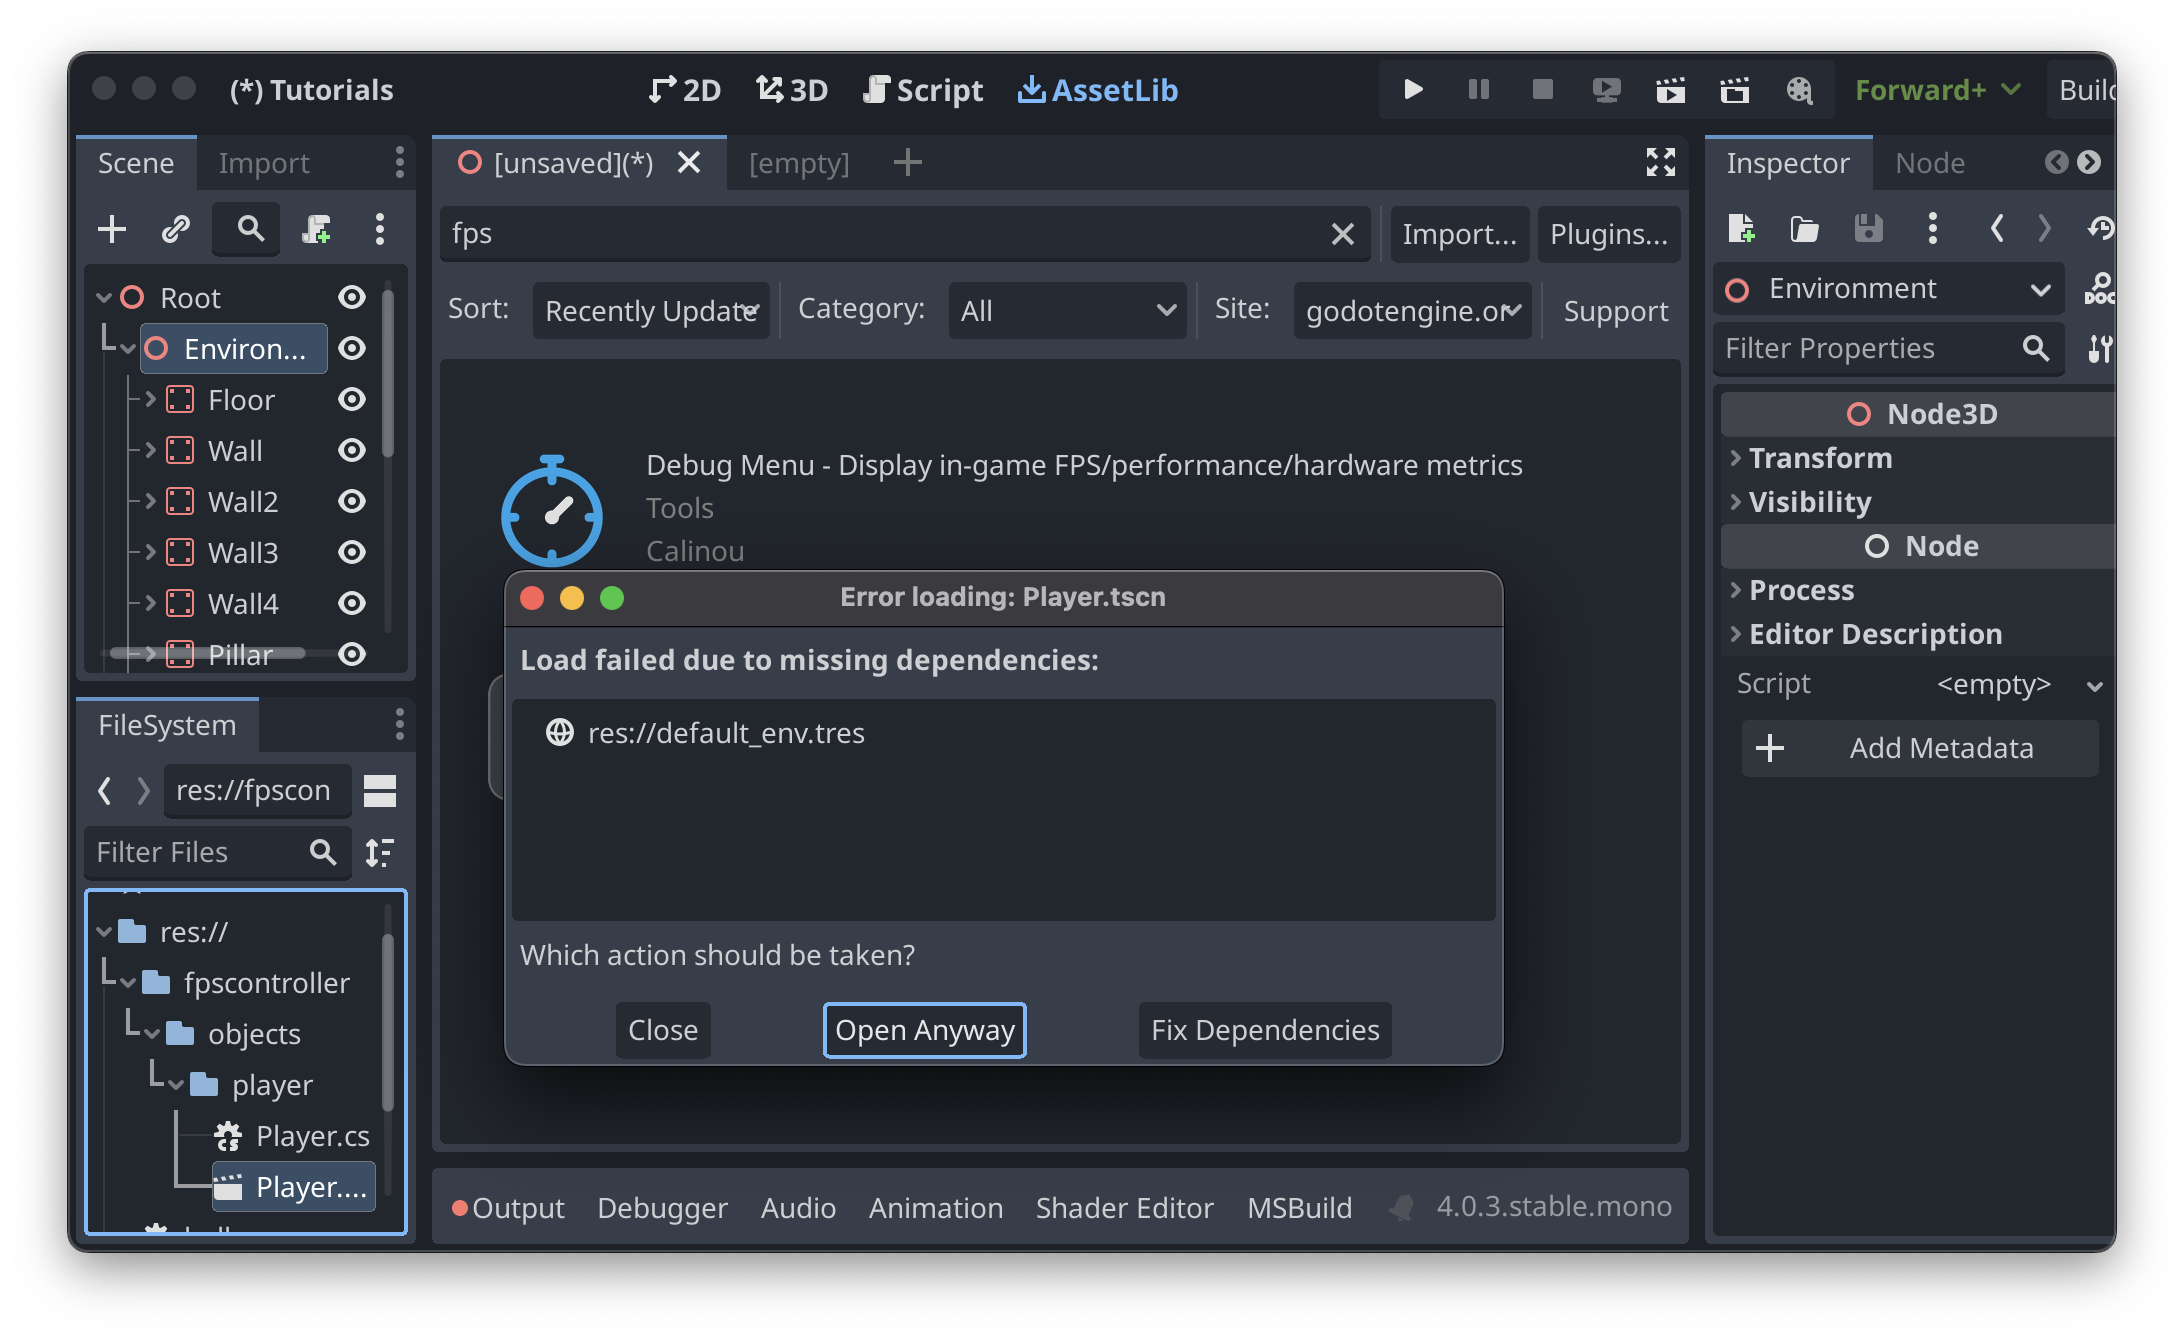 (*) Tutorials
2D
3D
Script
AssetLib
Forward+
Build
Scene
Import
Root
Environ...
Floor
Wall
Wall2
Wall3
Wall4
Pillar
FileSystem
res://fpscon
Filter Files
res://
fpscontroller
objects
player
Player.cs
Player....
[unsaved](*)
[empty]
fps
Import...
Plugins...
Sort:
Recently Update
Category:
All
Site:
godotengine.or
Support
Debug Menu - Display in-game FPS/performance/hardware metrics
Tools
Calinou
Error loading: Player.tscn
Load failed due to missing dependencies:
res://default_env.tres
Which action should be taken?
Close
Open Anyway
Fix Dependencies
Output
Debugger
Audio
Animation
Shader Editor
MSBuild
4.0.3.stable.mono
Inspector
Node
Environment
DOC
Filter Properties
Node3D
Transform
Visibility
Node
Process
Editor Description
Script
<empty>
Add Metadata